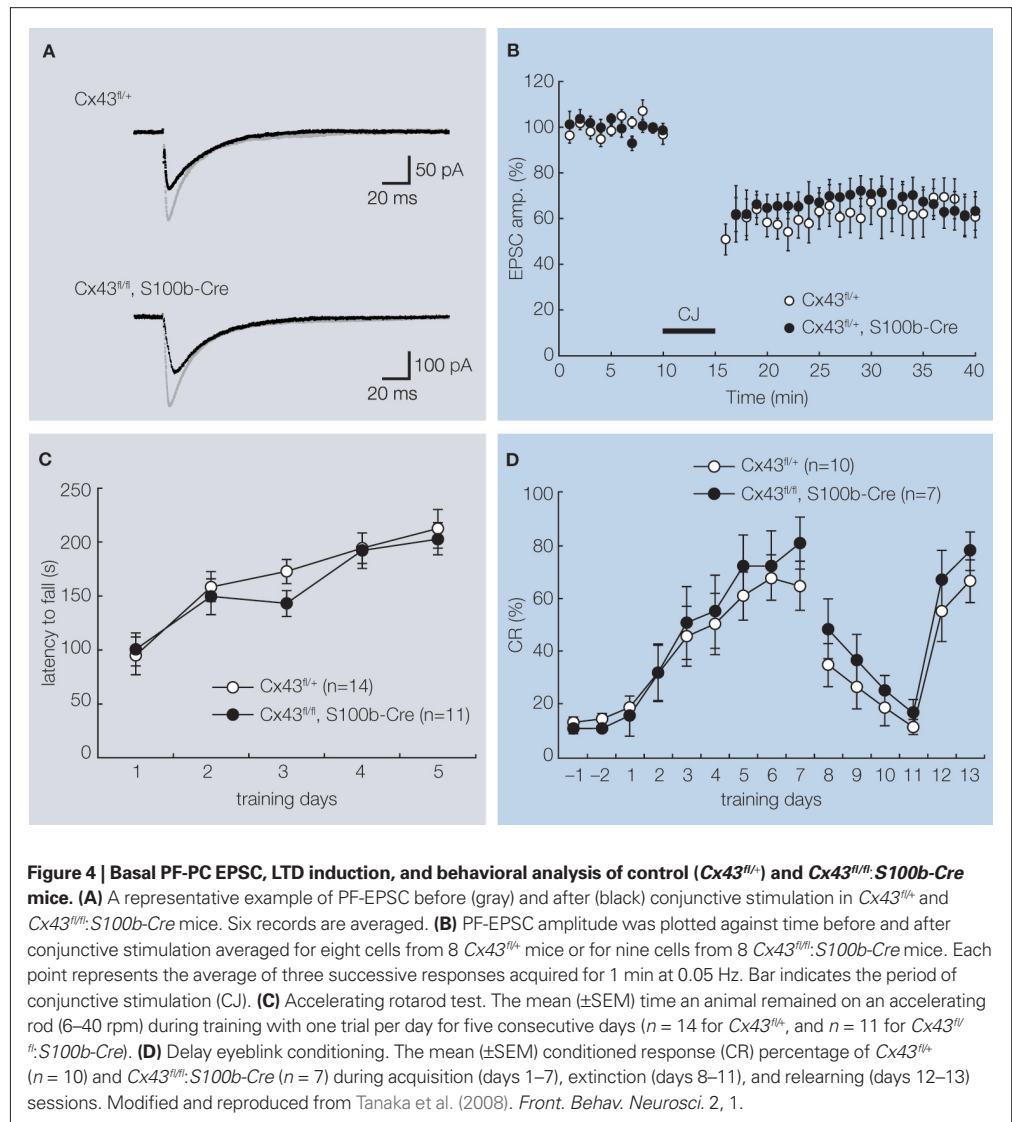 A
Cx43fl/+
50 pA
20 ms
Cx43fl/fl, S100b-Cre
100 pA
20 ms
B
EPSC amp. (%)
120
100
80
60
40
20
0
CJ
Cx43fl/+
Cx43fl/+, S100b-Cre
0 5 10 15 20 25 30 35 40
Time (min)
C
latency to fall (s)
250
200
150
100
50
0
Cx43fl/+ (n=14)
Cx43fl/fl, S100b-Cre (n=11)
1 2 3 4 5
training days
D
Cx43fl/+ (n=10)
Cx43fl/fl, S100b-Cre (n=7)
CR (%)
100
80
60
40
20
0
−1 −2 1 2 3 4 5 6 7 8 9 10 11 12 13
training days
Figure 4 | Basal PF-PC EPSC, LTD induction, and behavioral analysis of control (Cx43fl/+) and Cx43fl/fl:S100b-Cre
mice. (A) A representative example of PF-EPSC before (gray) and after (black) conjunctive stimulation in Cx43fl/+ and
Cx43fl/fl:S100b-Cre mice. Six records are averaged. (B) PF-EPSC amplitude was plotted against time before and after
conjunctive stimulation averaged for eight cells from 8 Cx43fl/+ mice or for nine cells from 8 Cx43fl/fl:S100b-Cre mice. Each
point represents the average of three successive responses acquired for 1 min at 0.05 Hz. Bar indicates the period of
conjunctive stimulation (CJ). (C) Accelerating rotarod test. The mean (±SEM) time an animal remained on an accelerating
rod (6–40 rpm) during training with one trial per day for five consecutive days (n = 14 for Cx43fl/+, and n = 11 for Cx43fl/
fl:S100b-Cre). (D) Delay eyeblink conditioning. The mean (±SEM) conditioned response (CR) percentage of Cx43fl/+
(n = 10) and Cx43fl/fl:S100b-Cre (n = 7) during acquisition (days 1–7), extinction (days 8–11), and relearning (days 12–13)
sessions. Modified and reproduced from Tanaka et al. (2008). Front. Behav. Neurosci. 2, 1.